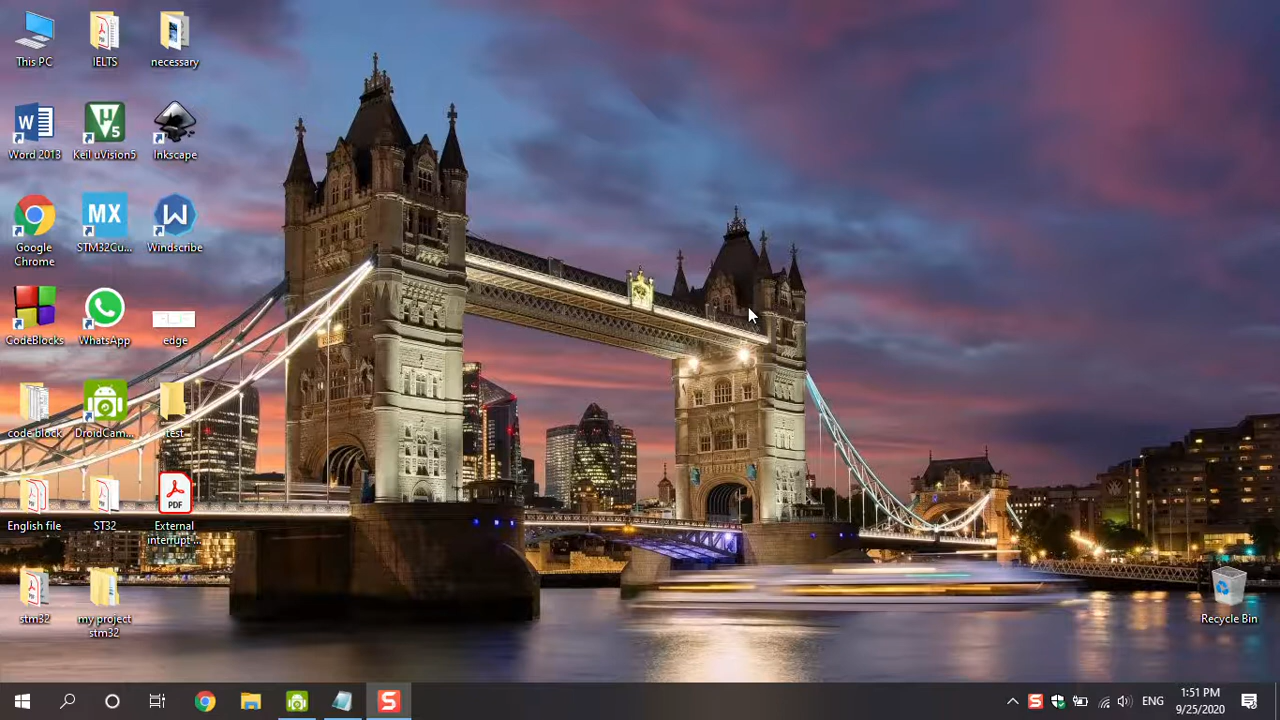 This PC
IELTS
necessary
Word 2013
Keil uVision5
Inkscape
Google
Chrome
MX
STM32Cu...
Windscribe
CodeBlocks
WhatsApp
edge
code block
DroidCam...
test
English file
ST32
PDF
External
interrupt ...
stm32
my project
stm32
Recycle Bin
ENG
1:51 PM
9/25/2020